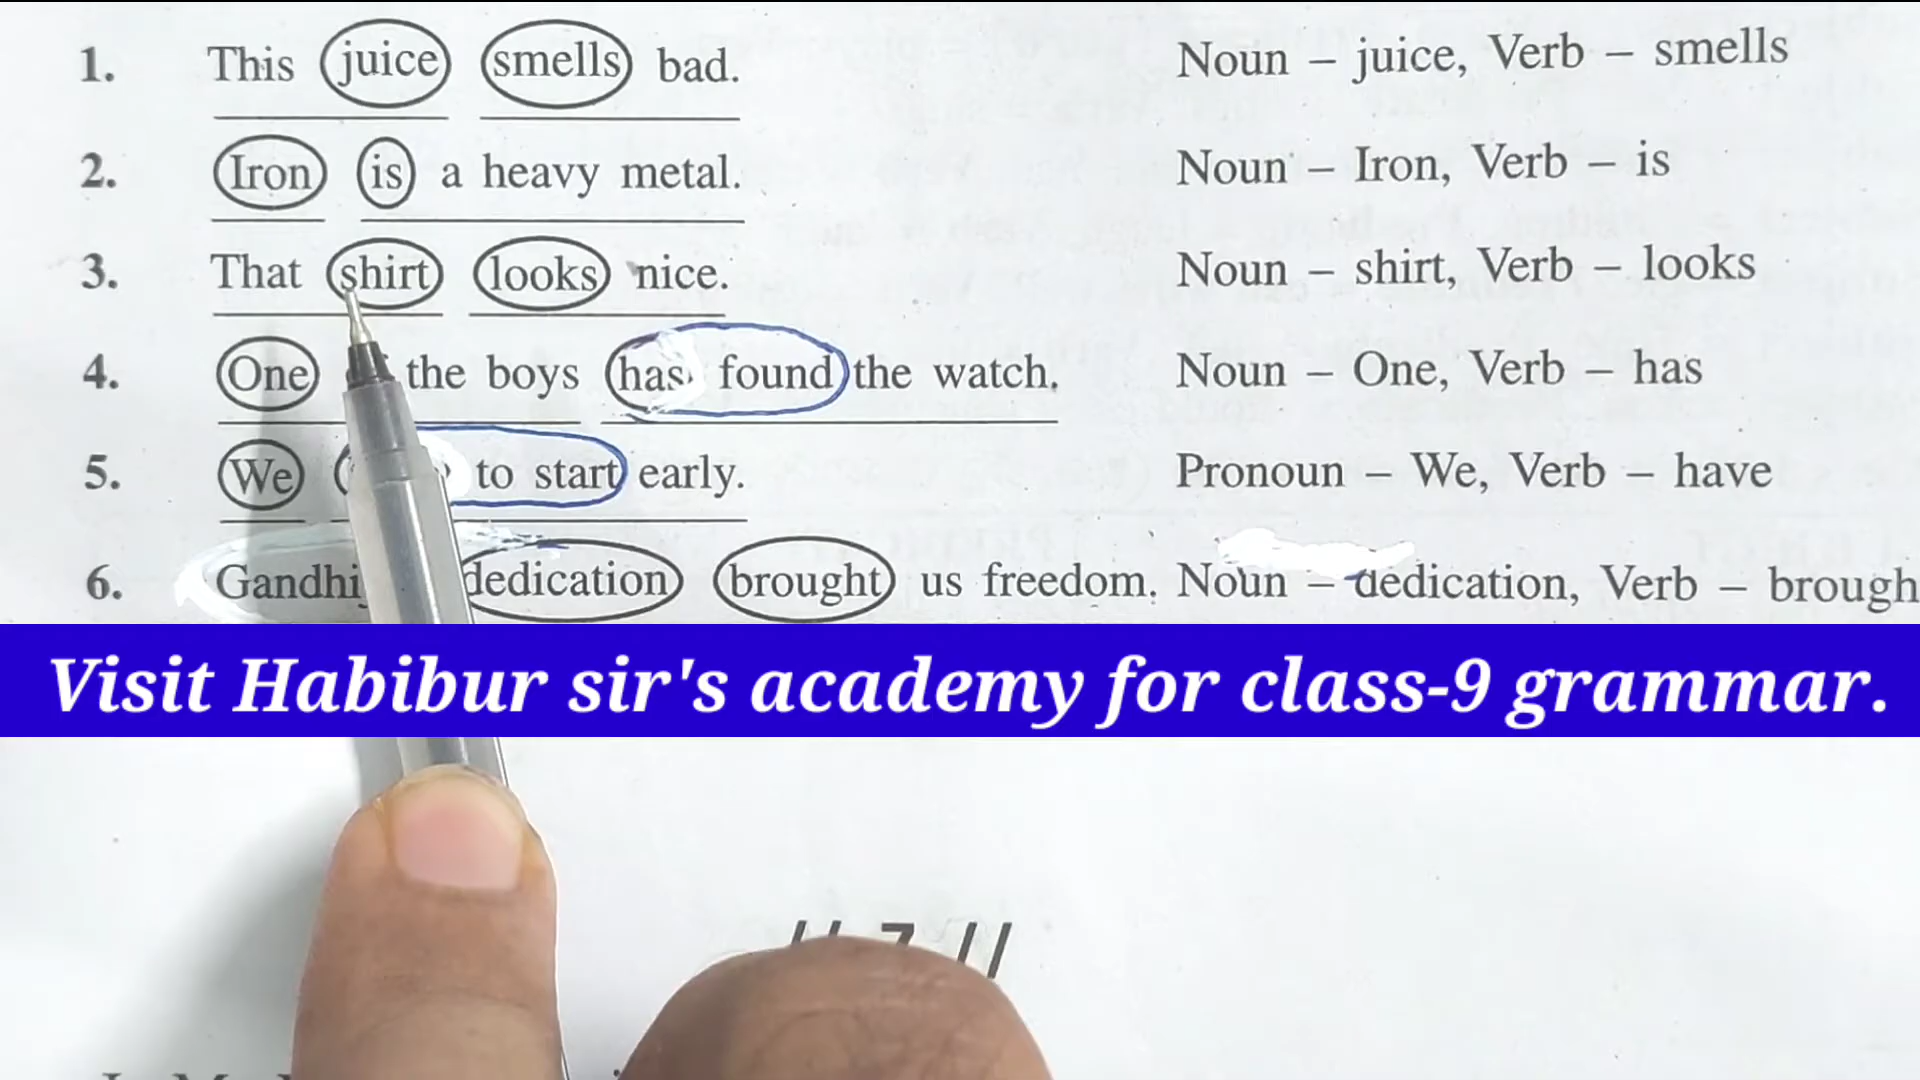 1. This juice smells bad. Noun – juice, Verb – smells
2. Iron is a heavy metal. Noun – Iron, Verb – is
3. That shirt looks nice. Noun – shirt, Verb – looks
4. One the boys has found the watch. Noun – One, Verb – has
5. We to start early. Pronoun – We, Verb – have
6. Gandhi dedication brought us freedom. Noun – dedication, Verb – brough
Visit Habibur sir's academy for class-9 grammar.
// 7 //